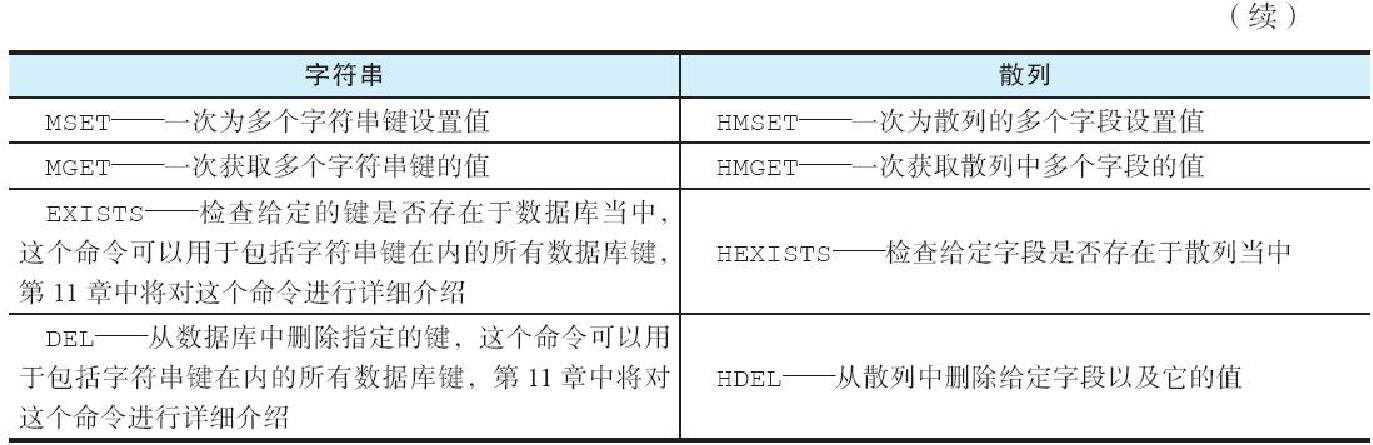 （续）
字符串 散列
MSET——一次为多个字符串键设置值 HMSET——一次为散列的多个字段设置值
MGET——一次获取多个字符串键的值 HMGET——一次获取散列中多个字段的值
EXISTS——检查给定的键是否存在于数据库当中，
这个命令可以用于包括字符串键在内的所有数据库键，
第 11 章中将对这个命令进行详细介绍
HEXISTS——检查给定字段是否存在于散列当中
DEL——从数据库中删除指定的键，这个命令可以用
于包括字符串键在内的所有数据库键，第 11 章中将对
这个命令进行详细介绍
HDEL——从散列中删除给定字段以及它的值